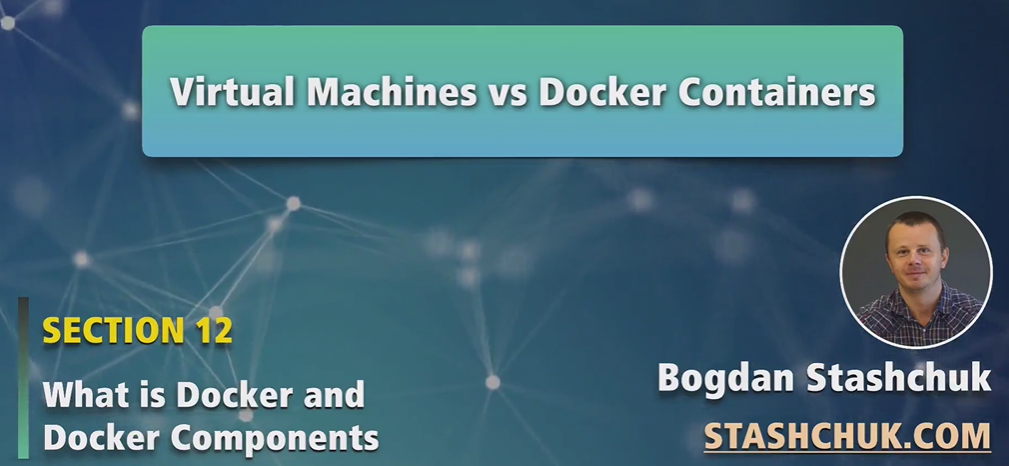 Virtual Machines vs Docker Containers
SECTION 12
What is Docker and
Docker Components
Bogdan Stashchuk
STASHCHUK.COM